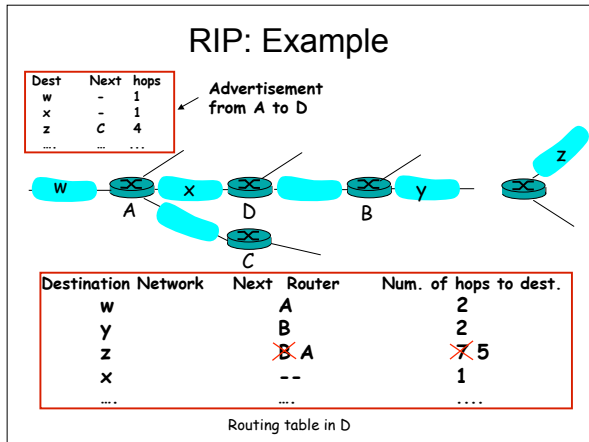 RIP: Example
Dest Next hops
w - 1
x - 1
z C 4
.... ... ...
Advertisement
from A to D
z
w
x
y
A
D
B
C
Destination Network Next Router Num. of hops to dest.
w A 2
y B 2
z B A 7 5
x -- 1
.... .... ....
Routing table in D